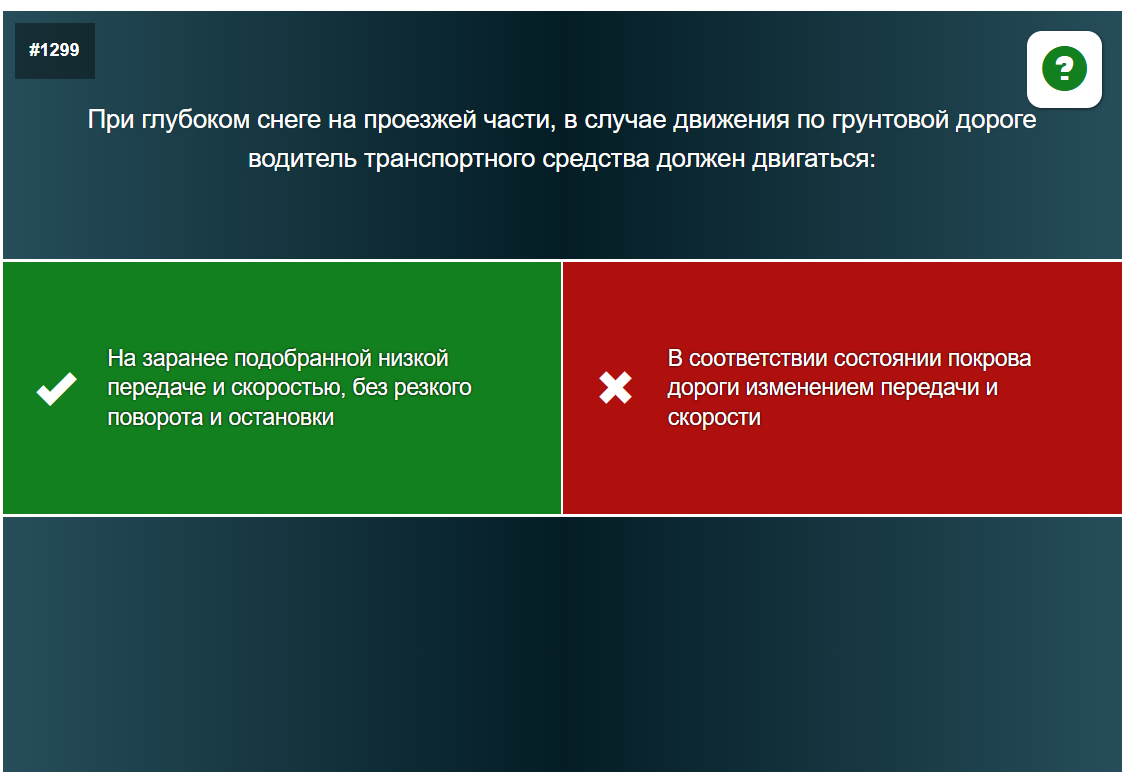 #1299
?
При глубоком снеге на проезжей части, в случае движения по грунтовой дороге
водитель транспортного средства должен двигаться:
На заранее подобранной низкой
передаче и скоростью, без резкого
поворота и остановки
В соответствии состоянии покрова
дороги изменением передачи и
скорости